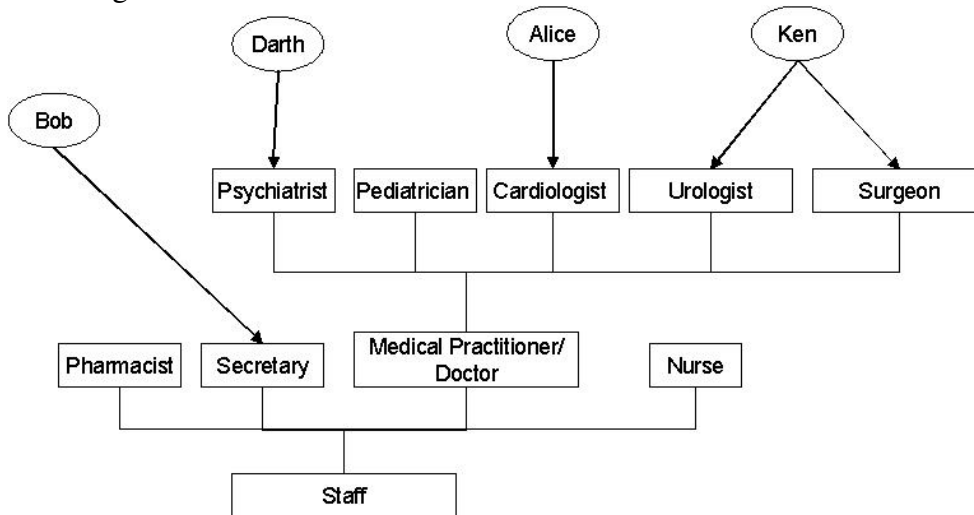 Darth
Alice
Ken
Bob
Psychiatrist
Pediatrician
Cardiologist
Urologist
Surgeon
Pharmacist
Secretary
Medical Practitioner/
Doctor
Nurse
Staff